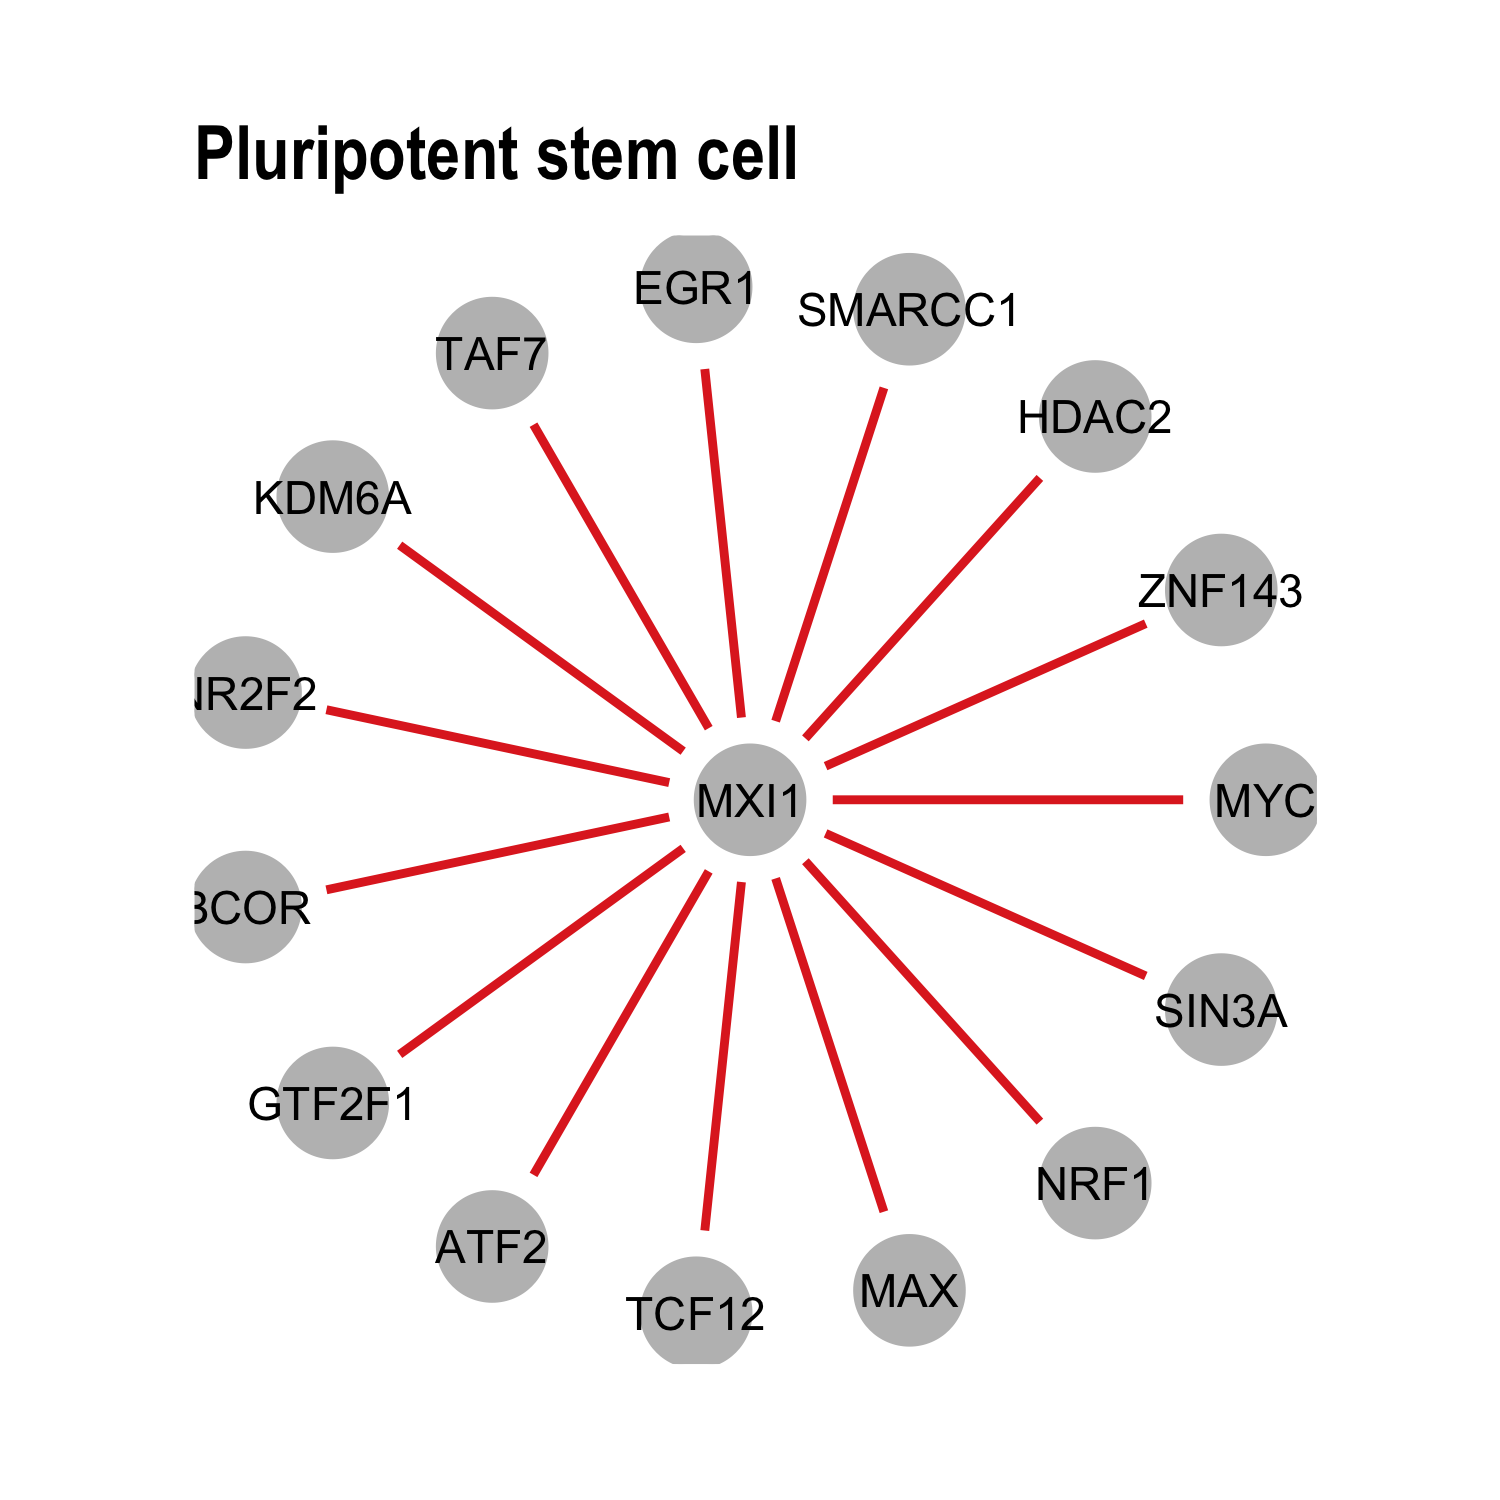 Pluripotent stem cell
EGR1
SMARCC1
TAF7
HDAC2
KDM6A
ZNF143
NR2F2
MXI1
MYC
BCOR
SIN3A
GTF2F1
NRF1
ATF2
MAX
TCF12